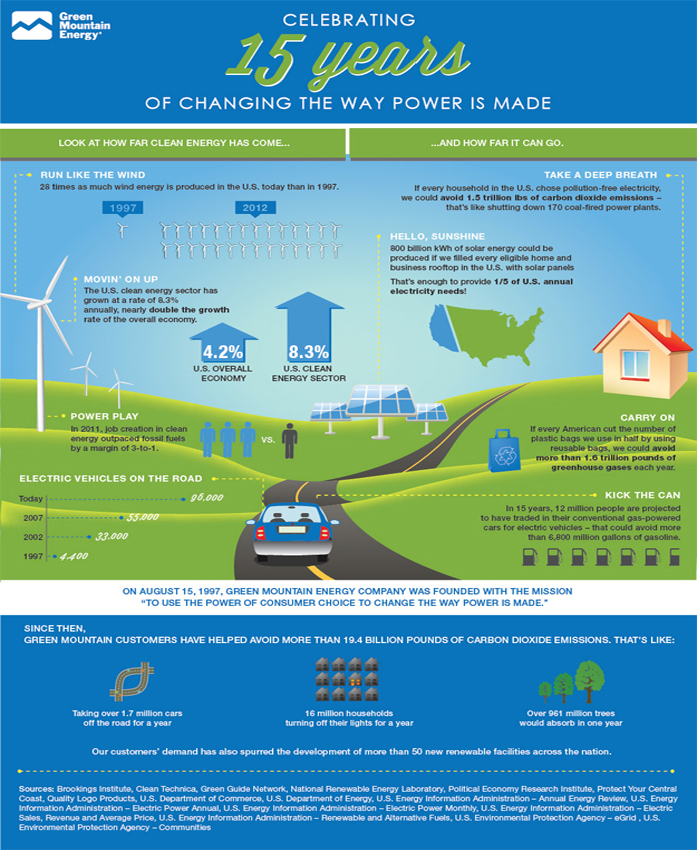 Green
Mountain
Energy
CELEBRATING
15 years
OF CHANGING THE WAY POWER IS MADE
LOOK AT HOW FAR CLEAN ENERGY HAS COME...
...AND HOW FAR IT CAN GO.
RUN LIKE THE WIND
28 times as much wind energy is produced in the U.S. today than in 1997.
1997
2012
MOVIN' ON UP
The U.S. clean energy sector has
grown at a rate of 8.3%
annually, nearly double the growth
rate of the overall economy.
4.2%
U.S. OVERALL
ECONOMY
8.3%
U.S. CLEAN
ENERGY SECTOR
POWER PLAY
In 2011, job creation in clean
energy outpaced fossil fuels
by a margin of 3-to-1.
VS.
ELECTRIC VEHICLES ON THE ROAD
Today 96,000
2007 55,000
2002 33,000
1997 4,400
TAKE A DEEP BREATH
If every household in the U.S. chose pollution-free electricity,
we could avoid 1.5 trillion lbs of carbon dioxide emissions –
that's like shutting down 170 coal-fired power plants.
HELLO, SUNSHINE
800 billion kWh of solar energy could be
produced if we filled every eligible home and
business rooftop in the U.S. with solar panels
That's enough to provide 1/5 of U.S. annual
electricity needs!
CARRY ON
If every American cut the number of
plastic bags we use in half by using
reusable bags, we could avoid
more than 1.6 trillion pounds of
greenhouse gases each year.
KICK THE CAN
In 15 years, 12 million people are projected
to have traded in their conventional gas-powered
cars for electric vehicles – that could avoid more
than 6,800 million gallons of gasoline.
ON AUGUST 15, 1997, GREEN MOUNTAIN ENERGY COMPANY WAS FOUNDED WITH THE MISSION
"TO USE THE POWER OF CONSUMER CHOICE TO CHANGE THE WAY POWER IS MADE."
SINCE THEN,
GREEN MOUNTAIN CUSTOMERS HAVE HELPED AVOID MORE THAN 19.4 BILLION POUNDS OF CARBON DIOXIDE EMISSIONS. THAT'S LIKE:
Taking over 1.7 million cars
off the road for a year
16 million households
turning off their lights for a year
Over 961 million trees
would absorb in one year
Our customers' demand has also spurred the development of more than 50 new renewable facilities across the nation.
Sources: Brookings Institute, Clean Technica, Green Guide Network, National Renewable Energy Laboratory, Political Economy Research Institute, Protect Your Central
Coast, Quality Logo Products, U.S. Department of Commerce, U.S. Department of Energy, U.S. Energy Information Administration – Annual Energy Review, U.S. Energy
Information Administration – Electric Power Annual, U.S. Energy Information Administration – Electric Power Monthly, U.S. Energy Information Administration – Electric
Sales, Revenue and Average Price, U.S. Energy Information Administration – Renewable and Alternative Fuels, U.S. Environmental Protection Agency – eGrid , U.S.
Environmental Protection Agency – Communities